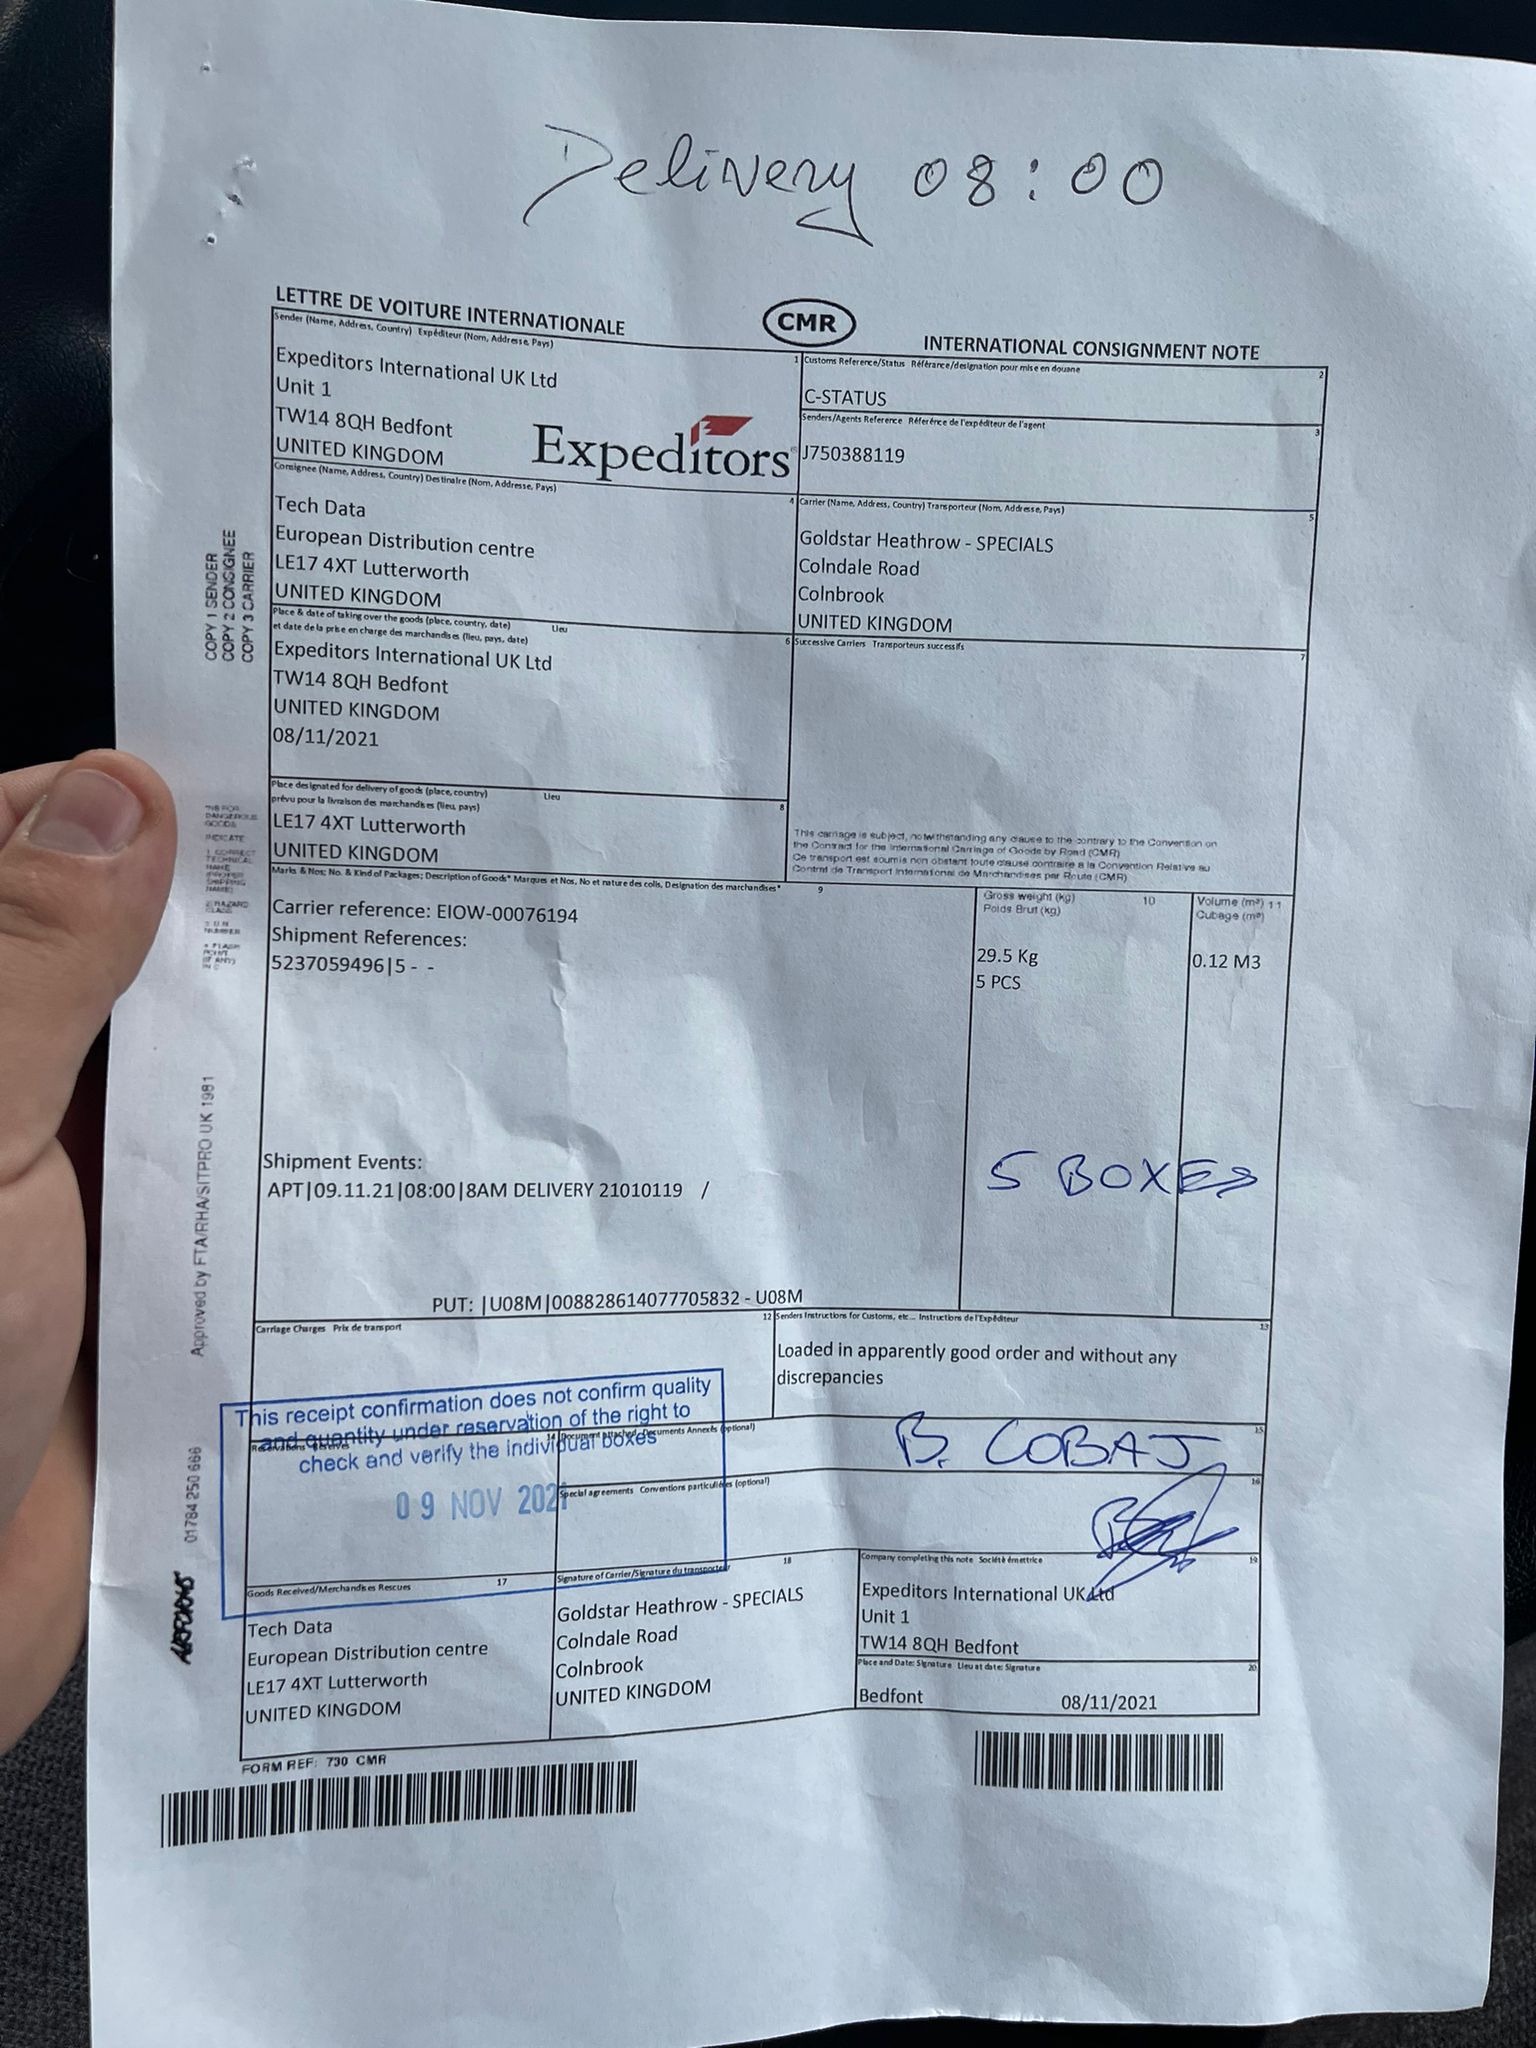 Delivery 08:00
LETTRE DE VOITURE INTERNATIONALE
CMR
INTERNATIONAL CONSIGNMENT NOTE
Sender (Name, Address, Country) Expéditeur (Nom, Addresse, Pays)
1
Expeditors International UK Ltd
Unit 1
TW14 8QH Bedfont
UNITED KINGDOM
Expeditors
Customs Reference/Status Référance/designation pour mise en douane
2
C-STATUS
Senders/Agents Reference Référence de l'expéditeur de l'agent
3
J750388119
Consignee (Name, Address, Country) Destinaire (Nom, Addresse, Pays)
4
Tech Data
European Distribution centre
LE17 4XT Lutterworth
UNITED KINGDOM
Carrier (Name, Address, Country) Transporteur (Nom, Addresse, Pays)
5
Goldstar Heathrow - SPECIALS
Colndale Road
Colnbrook
UNITED KINGDOM
Place & date of taking over the goods (place, country, date) Lieu
et date de la prise en charge des marchandises (lieu, pays, date)
6
Expeditors International UK Ltd
TW14 8QH Bedfont
UNITED KINGDOM
08/11/2021
Successive Carriers Transporteurs successifs
7
Place designated for delivery of goods (place, country) Lieu
prévu pour la livraison des marchandises (lieu, pays)
8
LE17 4XT Lutterworth
UNITED KINGDOM
This carriage is subject, notwithstanding any clause to the contrary to the Convention on
the Contract for the International Carriage of Goods by Road (CMR)
Ce transport est soumis non obstant toute clause contraire a la Convention Relative au
Contrat de Transport International de Marchandises par Route (CMR)
Marks & Nos; No. & Kind of Packages; Description of Goods* Marques et Nos, No et nature des colis, Designation des marchandises*
9
Gross weight (kg) 10
Poids Brut (kg)
Volume (m³) 11
Cubage (m³)
Carrier reference: EIOW-00076194
Shipment References:
5237059496|5 - -
29.5 Kg
5 PCS
0.12 M3
5 BOXES
Shipment Events:
APT|09.11.21|08:00|8AM DELIVERY 21010119 /
PUT: |U08M|008828614077705832 - U08M
Carriage Charges Prix de transport
12
Senders Instructions for Customs, etc... Instructions de l'Expéditeur
13
Loaded in apparently good order and without any
discrepancies
This receipt confirmation does not confirm quality
and quantity under reservation of the right to
check and verify the individual boxes
09 NOV 2021
Reservations Réserves
14
Document attached Documents Annexés (optional)
15
B. COBAJ
Special agreements Conventions particulières (optional)
16
Goods Received/Merchandises Rescues
17
Tech Data
European Distribution centre
LE17 4XT Lutterworth
UNITED KINGDOM
Signature of Carrier/Signature du transporteur
18
Goldstar Heathrow - SPECIALS
Colndale Road
Colnbrook
UNITED KINGDOM
Company completing this note Société émettrice
19
Expeditors International UK Ltd
Unit 1
TW14 8QH Bedfont
Place and Date: Signature Lieu at date: Signature
20
Bedfont 08/11/2021
FORM REF: 730 CMR
COPY 1 SENDER
COPY 2 CONSIGNEE
COPY 3 CARRIER
DANGEROUS
GOODS
INDICATE
1 CORRECT
TECHNICAL
NAME
SHIPPING
NAME)
2 HAZARD
CLASS
3 U.N
NUMBER
4 FLASH
POINT
Approved by FTA/RHA/SITPRO UK 1981
01784 250 666
AIRFORMS